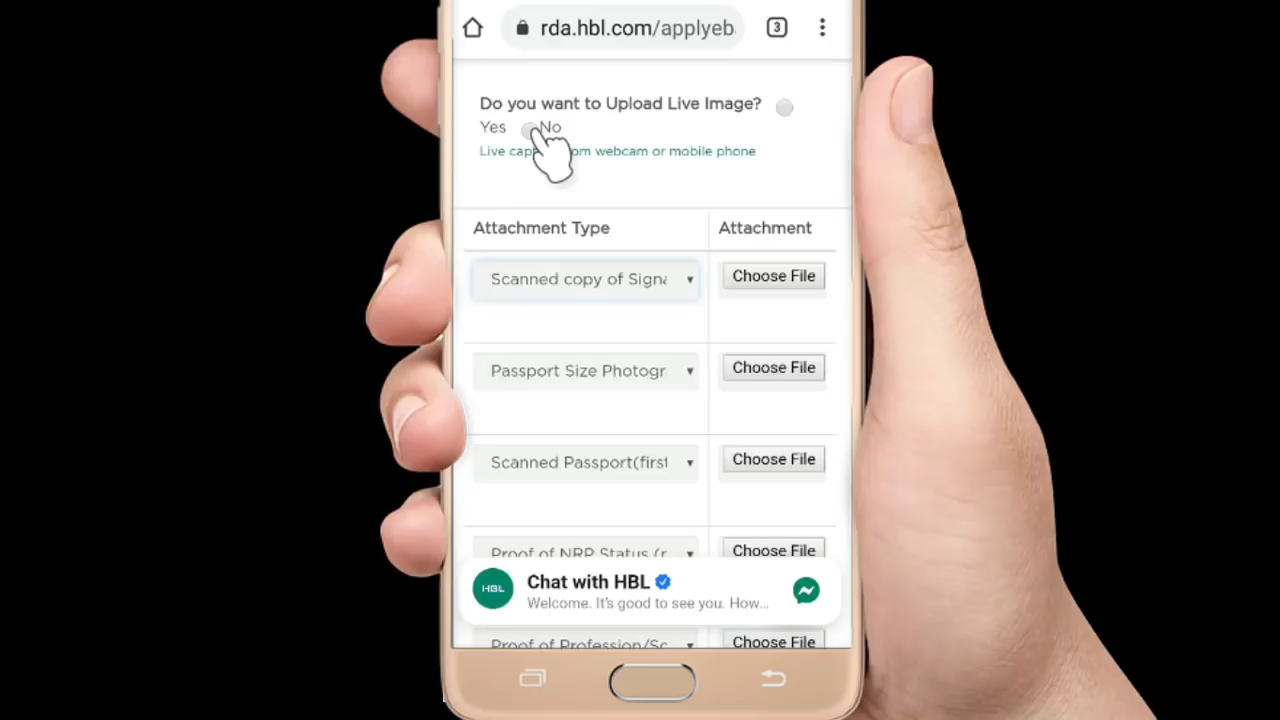 rda.hbl.com/applyeb
3
Do you want to Upload Live Image?
Yes No
Live cap om webcam or mobile phone
Attachment Type Attachment
Scanned copy of Signa Choose File
Passport Size Photogr Choose File
Scanned Passport(first Choose File
Proof of NRP Status (r Choose File
HBL Chat with HBL
Welcome. It's good to see you. How...
Proof of Profession/So Choose File